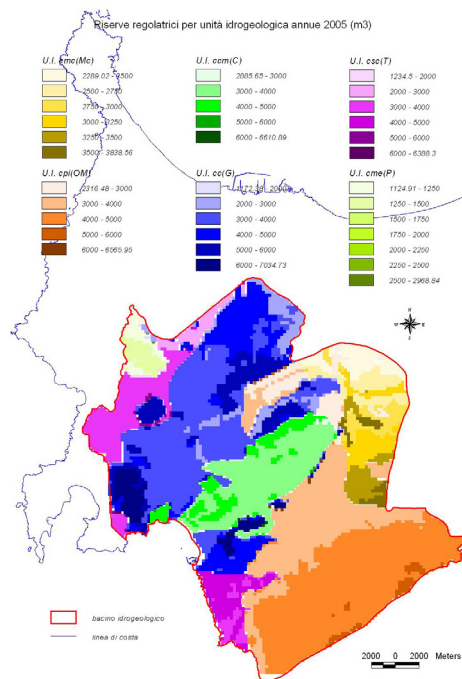 Riserve regolatrici per unità idrogeologica annue 2005 (m3)
U.I. emc(Mc)
2289.02 - 2500
2500 - 2750
2750 - 3000
3000 - 3250
3250 - 3500
3500 - 3838.56
U.I. ccm(C)
2885.65 - 3000
3000 - 4000
4000 - 5000
5000 - 6000
6000 - 6610.89
U.I. csc(T)
1234.5 - 2000
2000 - 3000
3000 - 4000
4000 - 5000
5000 - 6000
6000 - 6388.3
U.I. cpl(OM)
2316.48 - 3000
3000 - 4000
4000 - 5000
5000 - 6000
6000 - 6565.95
U.I. cc(G)
1172.38 - 2000
2000 - 3000
3000 - 4000
4000 - 5000
5000 - 6000
6000 - 7034.73
U.I. cme(P)
1124.91 - 1250
1250 - 1500
1500 - 1750
1750 - 2000
2000 - 2250
2250 - 2500
2500 - 2968.84
bacino idrogeologico
linea di costa
2000 0 2000 Meters